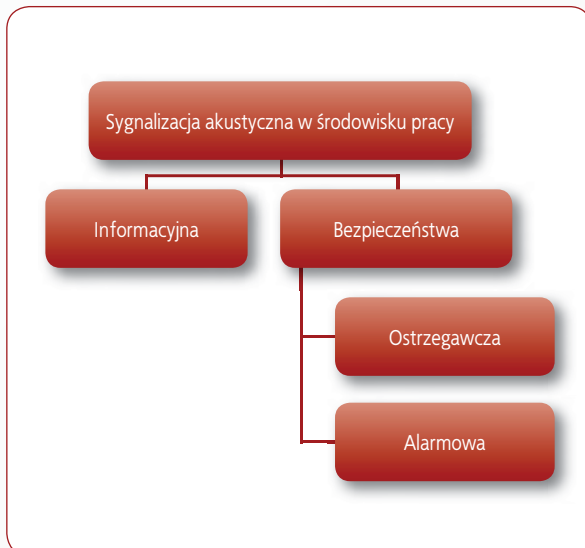 Sygnalizacja akustyczna w środowisku pracy
Informacyjna
Bezpieczeństwa
Ostrzegawcza
Alarmowa